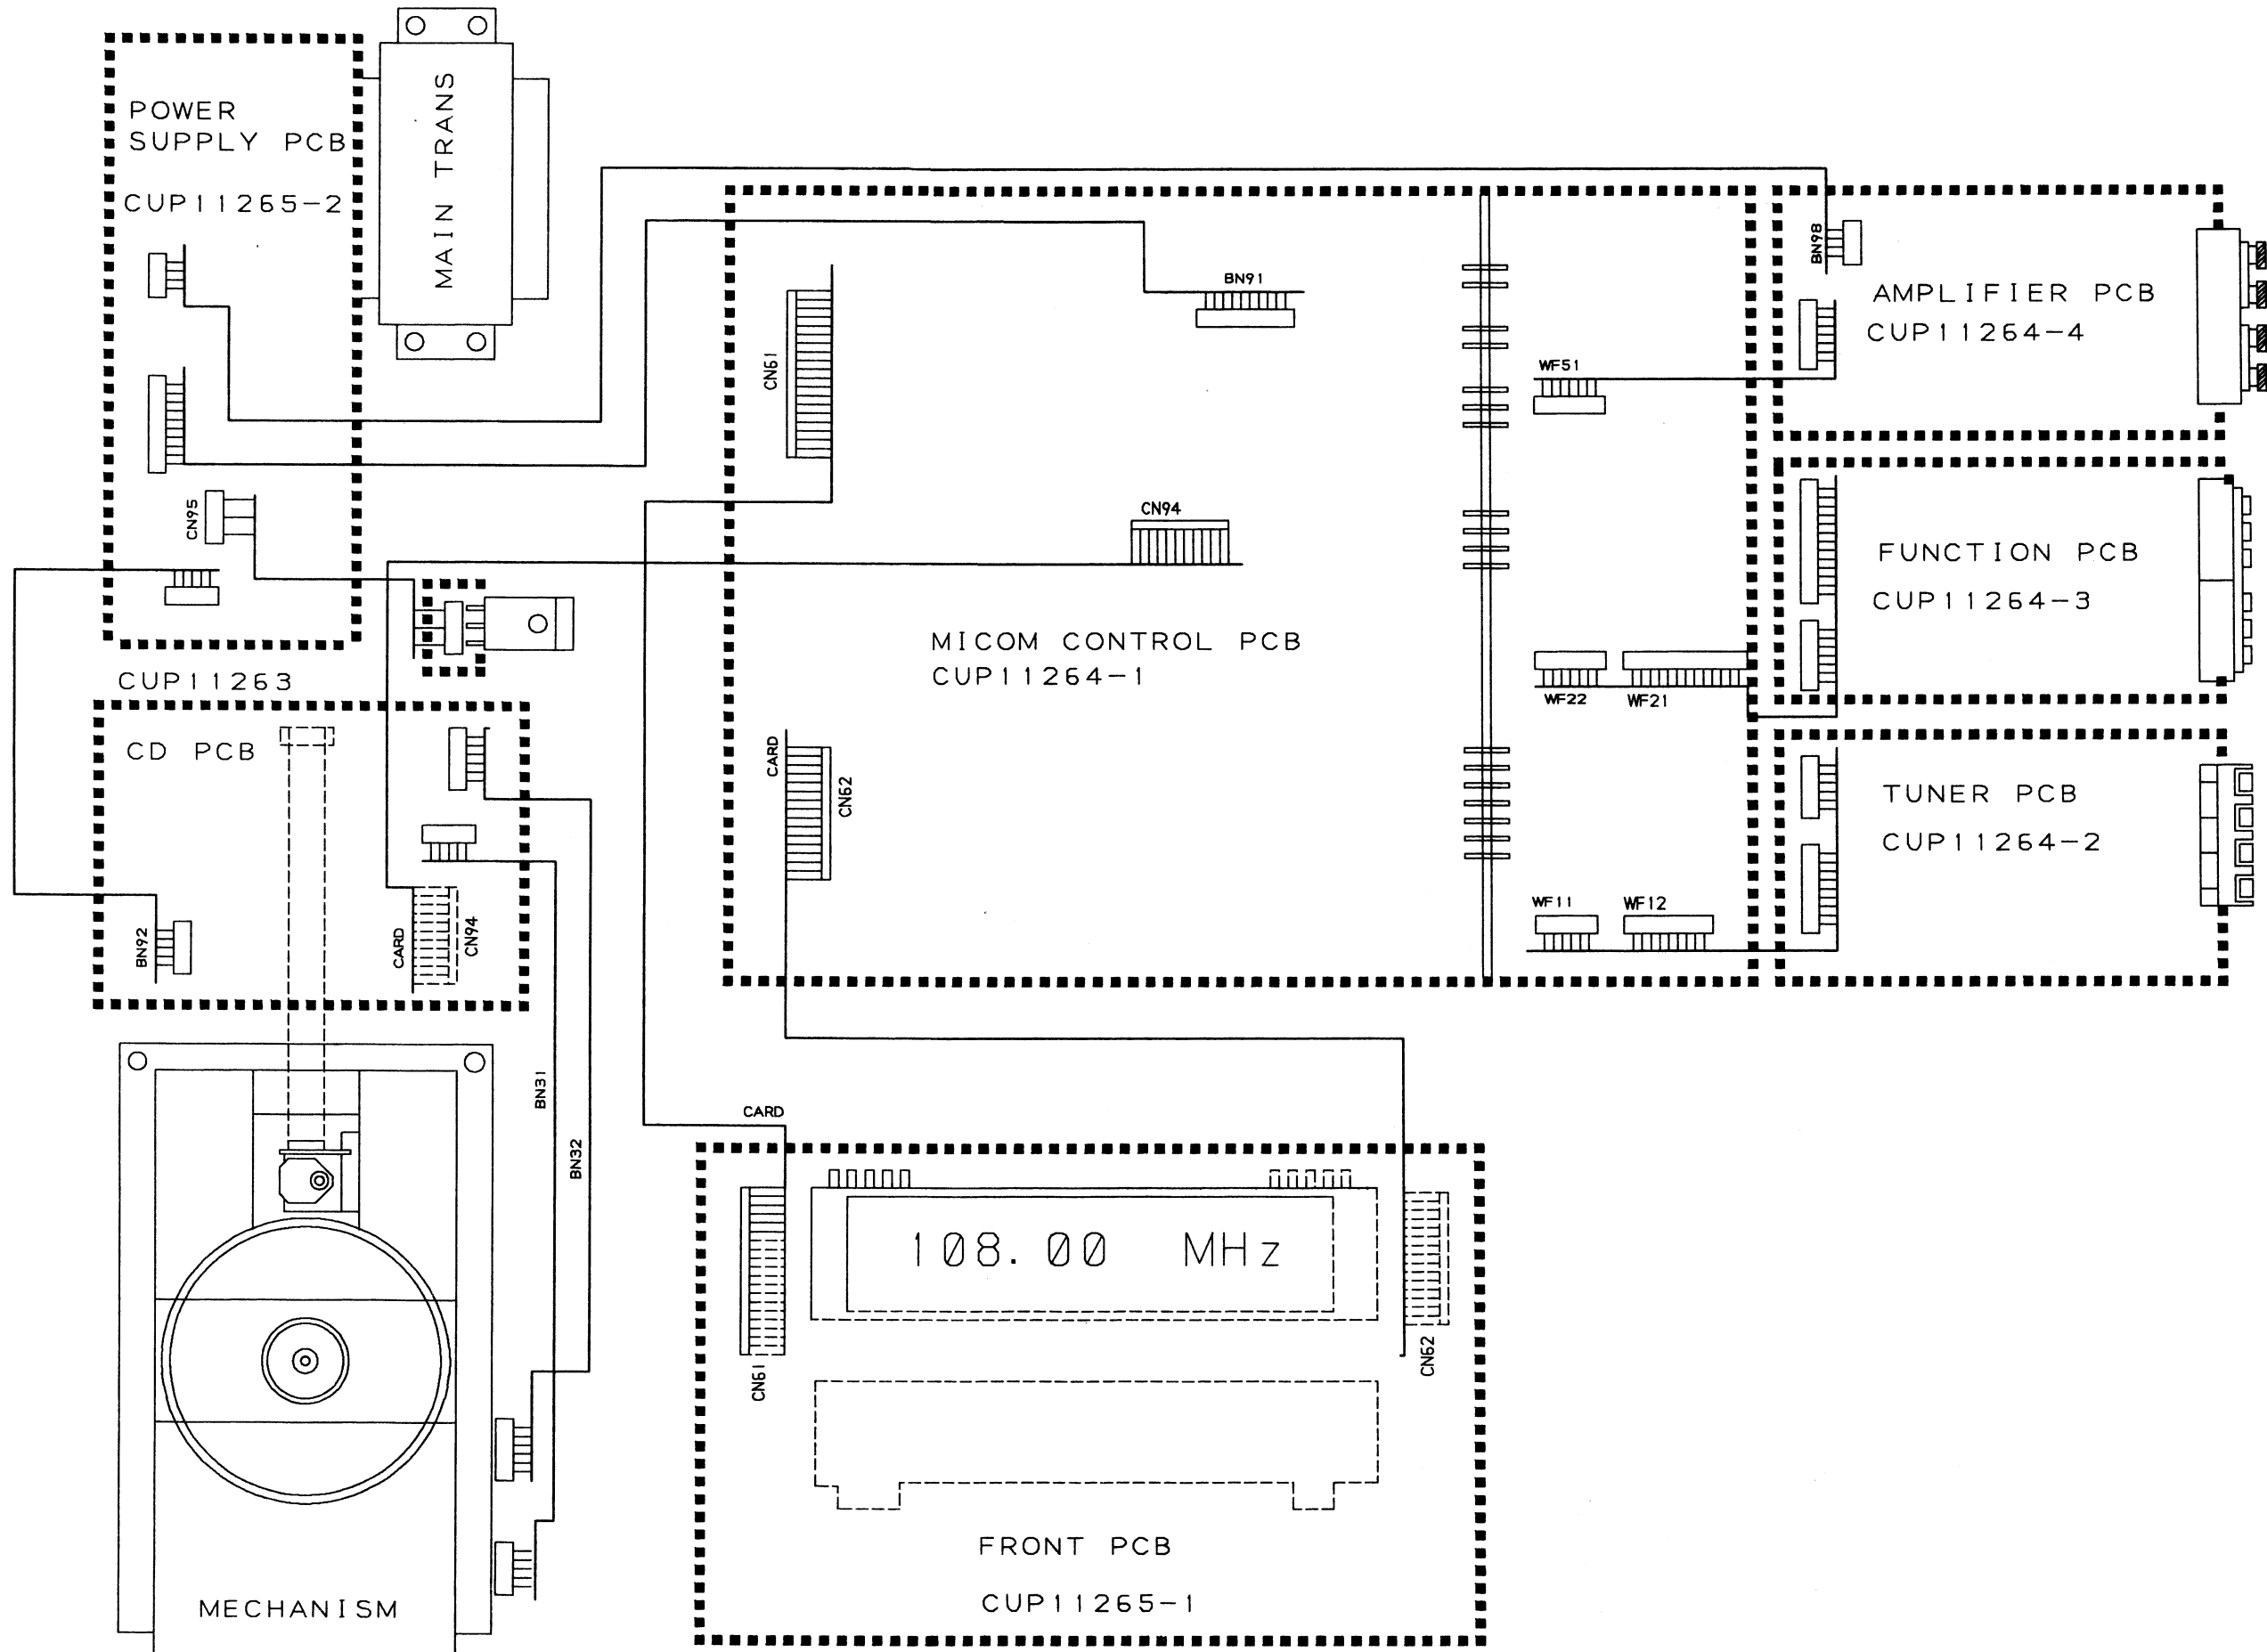 POWER
SUPPLY PCB
CUP11265-2
MAIN TRANS
CN95
CUP11263
CD PCB
BN92
CARD
CN94
BN31
BN32
MECHANISM
CN61
BN91
CN94
MICOM CONTROL PCB
CUP11264-1
CARD
CN62
WF51
WF22
WF21
WF11
WF12
BN98
AMPLIFIER PCB
CUP11264-4
FUNCTION PCB
CUP11264-3
TUNER PCB
CUP11264-2
CARD
CN61
108.00 MHz
CN62
FRONT PCB
CUP11265-1